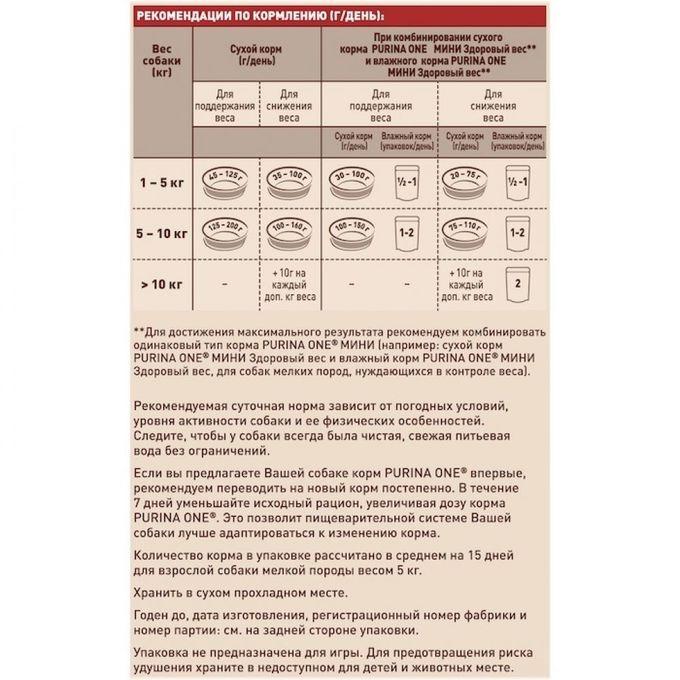 РЕКОМЕНДАЦИИ ПО КОРМЛЕНИЮ (Г/ДЕНЬ):
Вес
собаки
(кг)
Сухой корм
(г/день)
При комбинировании сухого
корма PURINA ONE МИНИ Здоровый вес**
и влажного корма PURINA ONE
МИНИ Здоровый вес**
Для
поддержания
веса
Для
снижения
веса
Для
поддержания
веса
Для
снижения
веса
Сухой корм
(г/день)
Влажный корм
(упаковок/день)
Сухой корм
(г/день)
Влажный корм
(упаковок/день)
1 – 5 кг
45 – 125 г
35 – 100 г
30 – 100 г
½ –1
20 – 75 г
½ –1
5 – 10 кг
125 – 200 г
100 – 160 г
100 – 150 г
1-2
75 – 110 г
1-2
> 10 кг
–
+ 10г на
каждый
доп. кг веса
–
–
+ 10г на
каждый
доп. кг веса
2
**Для достижения максимального результата рекомендуем комбинировать
одинаковый тип корма PURINA ONE® МИНИ (например: сухой корм
PURINA ONE® МИНИ Здоровый вес и влажный корм PURINA ONE® МИНИ
Здоровый вес, для собак мелких пород, нуждающихся в контроле веса).
Рекомендуемая суточная норма зависит от погодных условий,
уровня активности собаки и ее физических особенностей.
Следите, чтобы у собаки всегда была чистая, свежая питьевая
вода без ограничений.
Если вы предлагаете Вашей собаке корм PURINA ONE® впервые,
рекомендуем переводить на новый корм постепенно. В течение
7 дней уменьшайте исходный рацион, увеличивая дозу корма
PURINA ONE®. Это позволит пищеварительной системе Вашей
собаки лучше адаптироваться к изменению корма.
Количество корма в упаковке рассчитано в среднем на 15 дней
для взрослой собаки мелкой породы весом 5 кг.
Хранить в сухом прохладном месте.
Годен до, дата изготовления, регистрационный номер фабрики и
номер партии: см. на задней стороне упаковки.
Упаковка не предназначена для игры. Для предотвращения риска
удушения храните в недоступном для детей и животных месте.